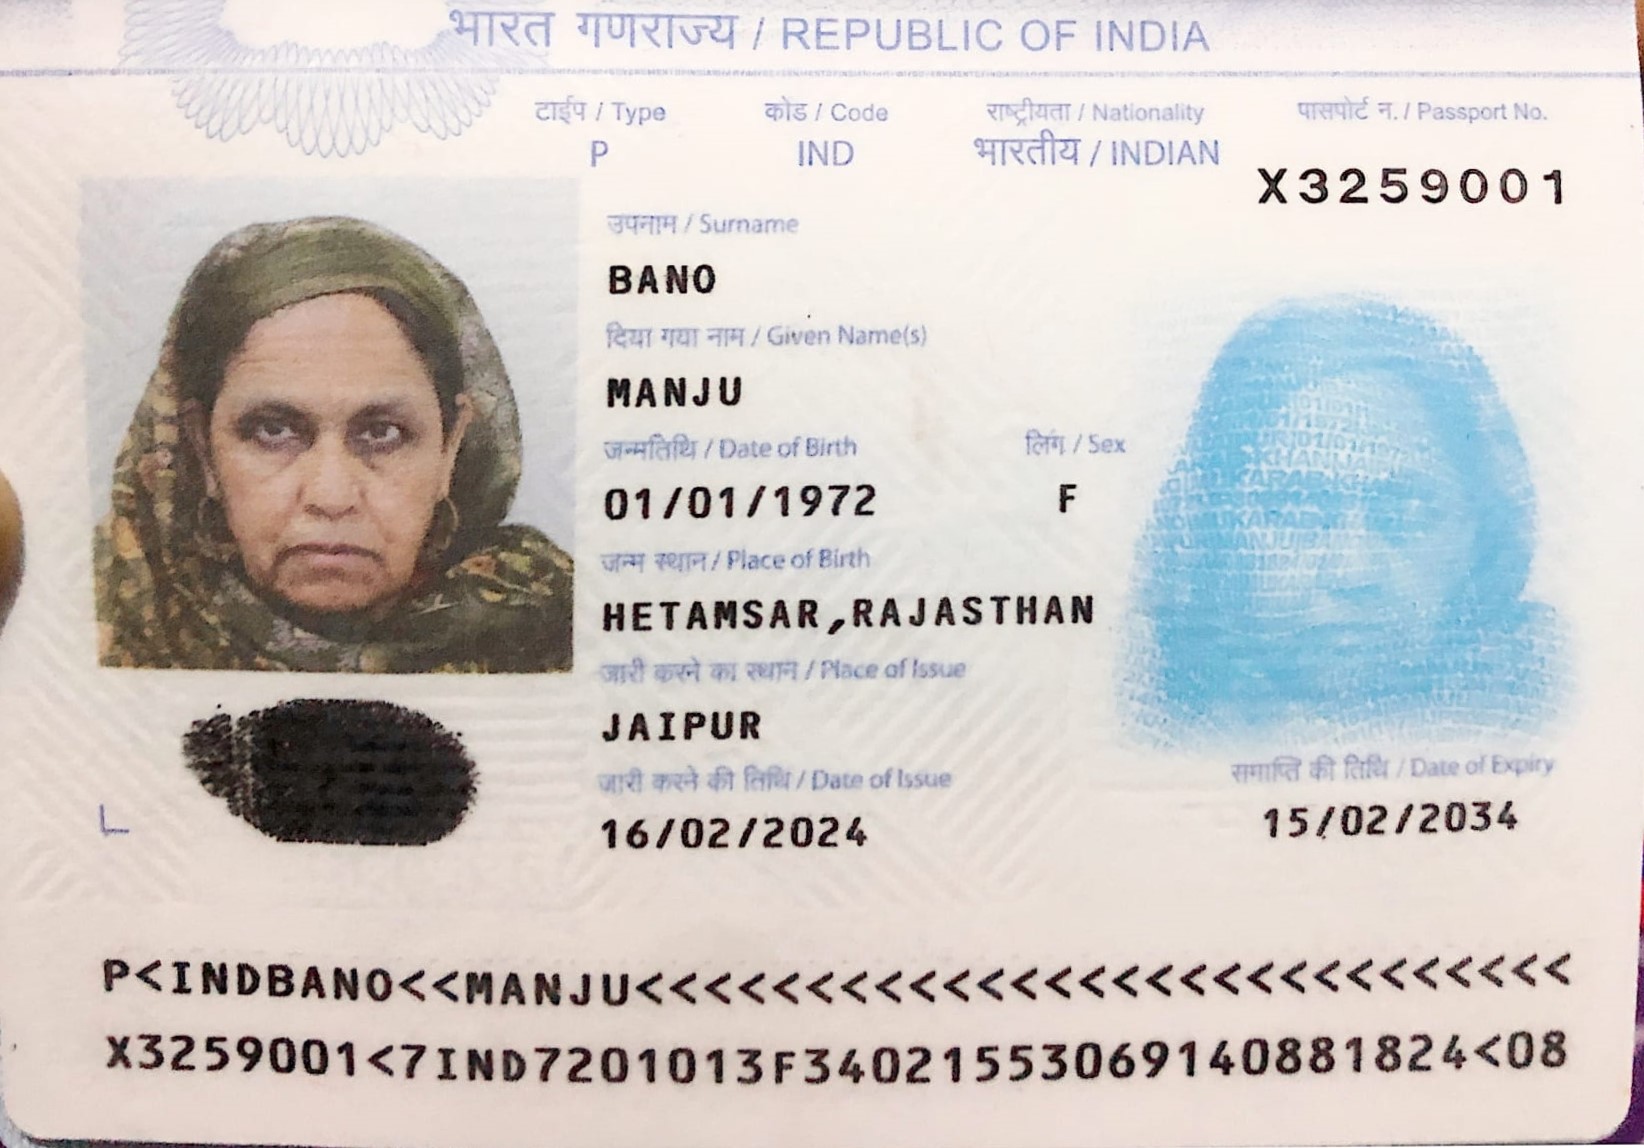 भारत गणराज्य / REPUBLIC OF INDIA
टाईप / Type कोड / Code राष्ट्रीयता / Nationality पासपोर्ट न. / Passport No.
P IND भारतीय / INDIAN X3259001
उपनाम / Surname
BANO
दिया गया नाम / Given Name(s)
MANJU
जन्मतिथि / Date of Birth लिंग / Sex
01/01/1972 F
जन्म स्थान / Place of Birth
HETAMSAR,RAJASTHAN
जारी करने का स्थान / Place of Issue
JAIPUR
जारी करने की तिथि / Date of Issue समाप्ति की तिथि / Date of Expiry
16/02/2024 15/02/2034
P<INDBANO<<MANJU<<<<<<<<<<<<<<<<<<<<<<<<<<<<
X3259001<7IND7201013F34021553069140881824<08